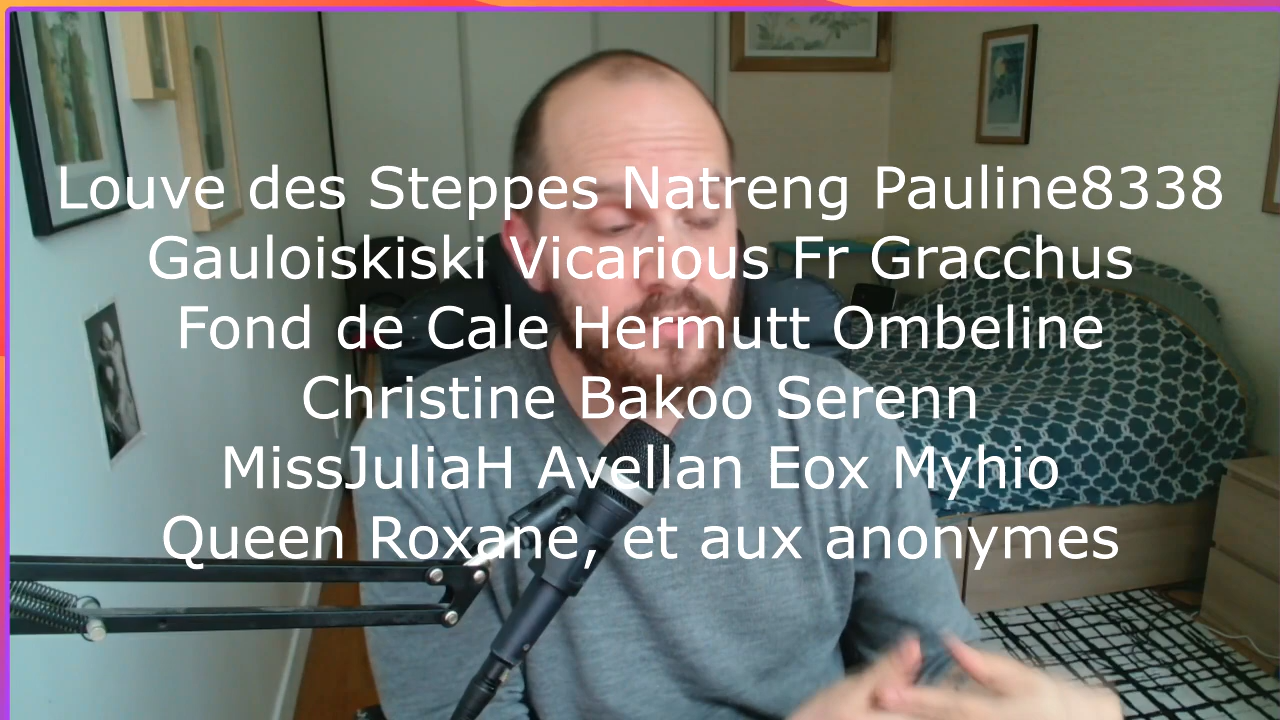 Louve des Steppes Natreng Pauline8338
Gauloiskiski Vicarious Fr Gracchus
Fond de Cale Hermutt Ombeline
Christine Bakoo Serenn
MissJuliaH Avellan Eox Myhio
Queen Roxane, et aux anonymes